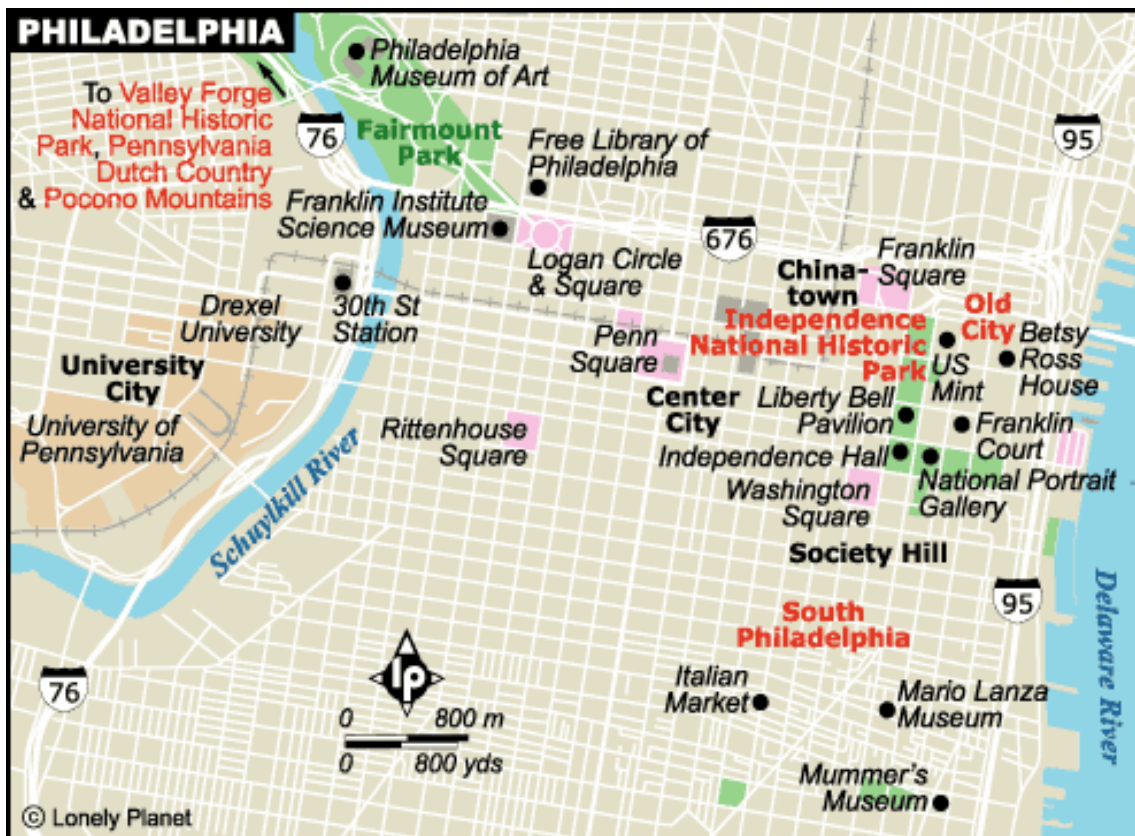 PHILADELPHIA
Philadelphia
Museum of Art
To Valley Forge
National Historic
Park, Pennsylvania
Dutch Country
& Pocono Mountains
76
Fairmount
Park
Free Library of
Philadelphia
95
Franklin Institute
Science Museum
Logan Circle
& Square
676
Franklin
Square
China-
town
Drexel
University
30th St
Station
Penn
Square
Independence
National Historic
Park
Old
City
US
Mint
Betsy
Ross
House
University
City
University of
Pennsylvania
Schuylkill River
Rittenhouse
Square
Center
City
Liberty Bell
Pavilion
Franklin
Court
Independence Hall
Washington
Square
National Portrait
Gallery
Society Hill
95
Delaware River
South
Philadelphia
76
lp
0 800 m
0 800 yds
Italian
Market
Mario Lanza
Museum
Mummer's
Museum
© Lonely Planet